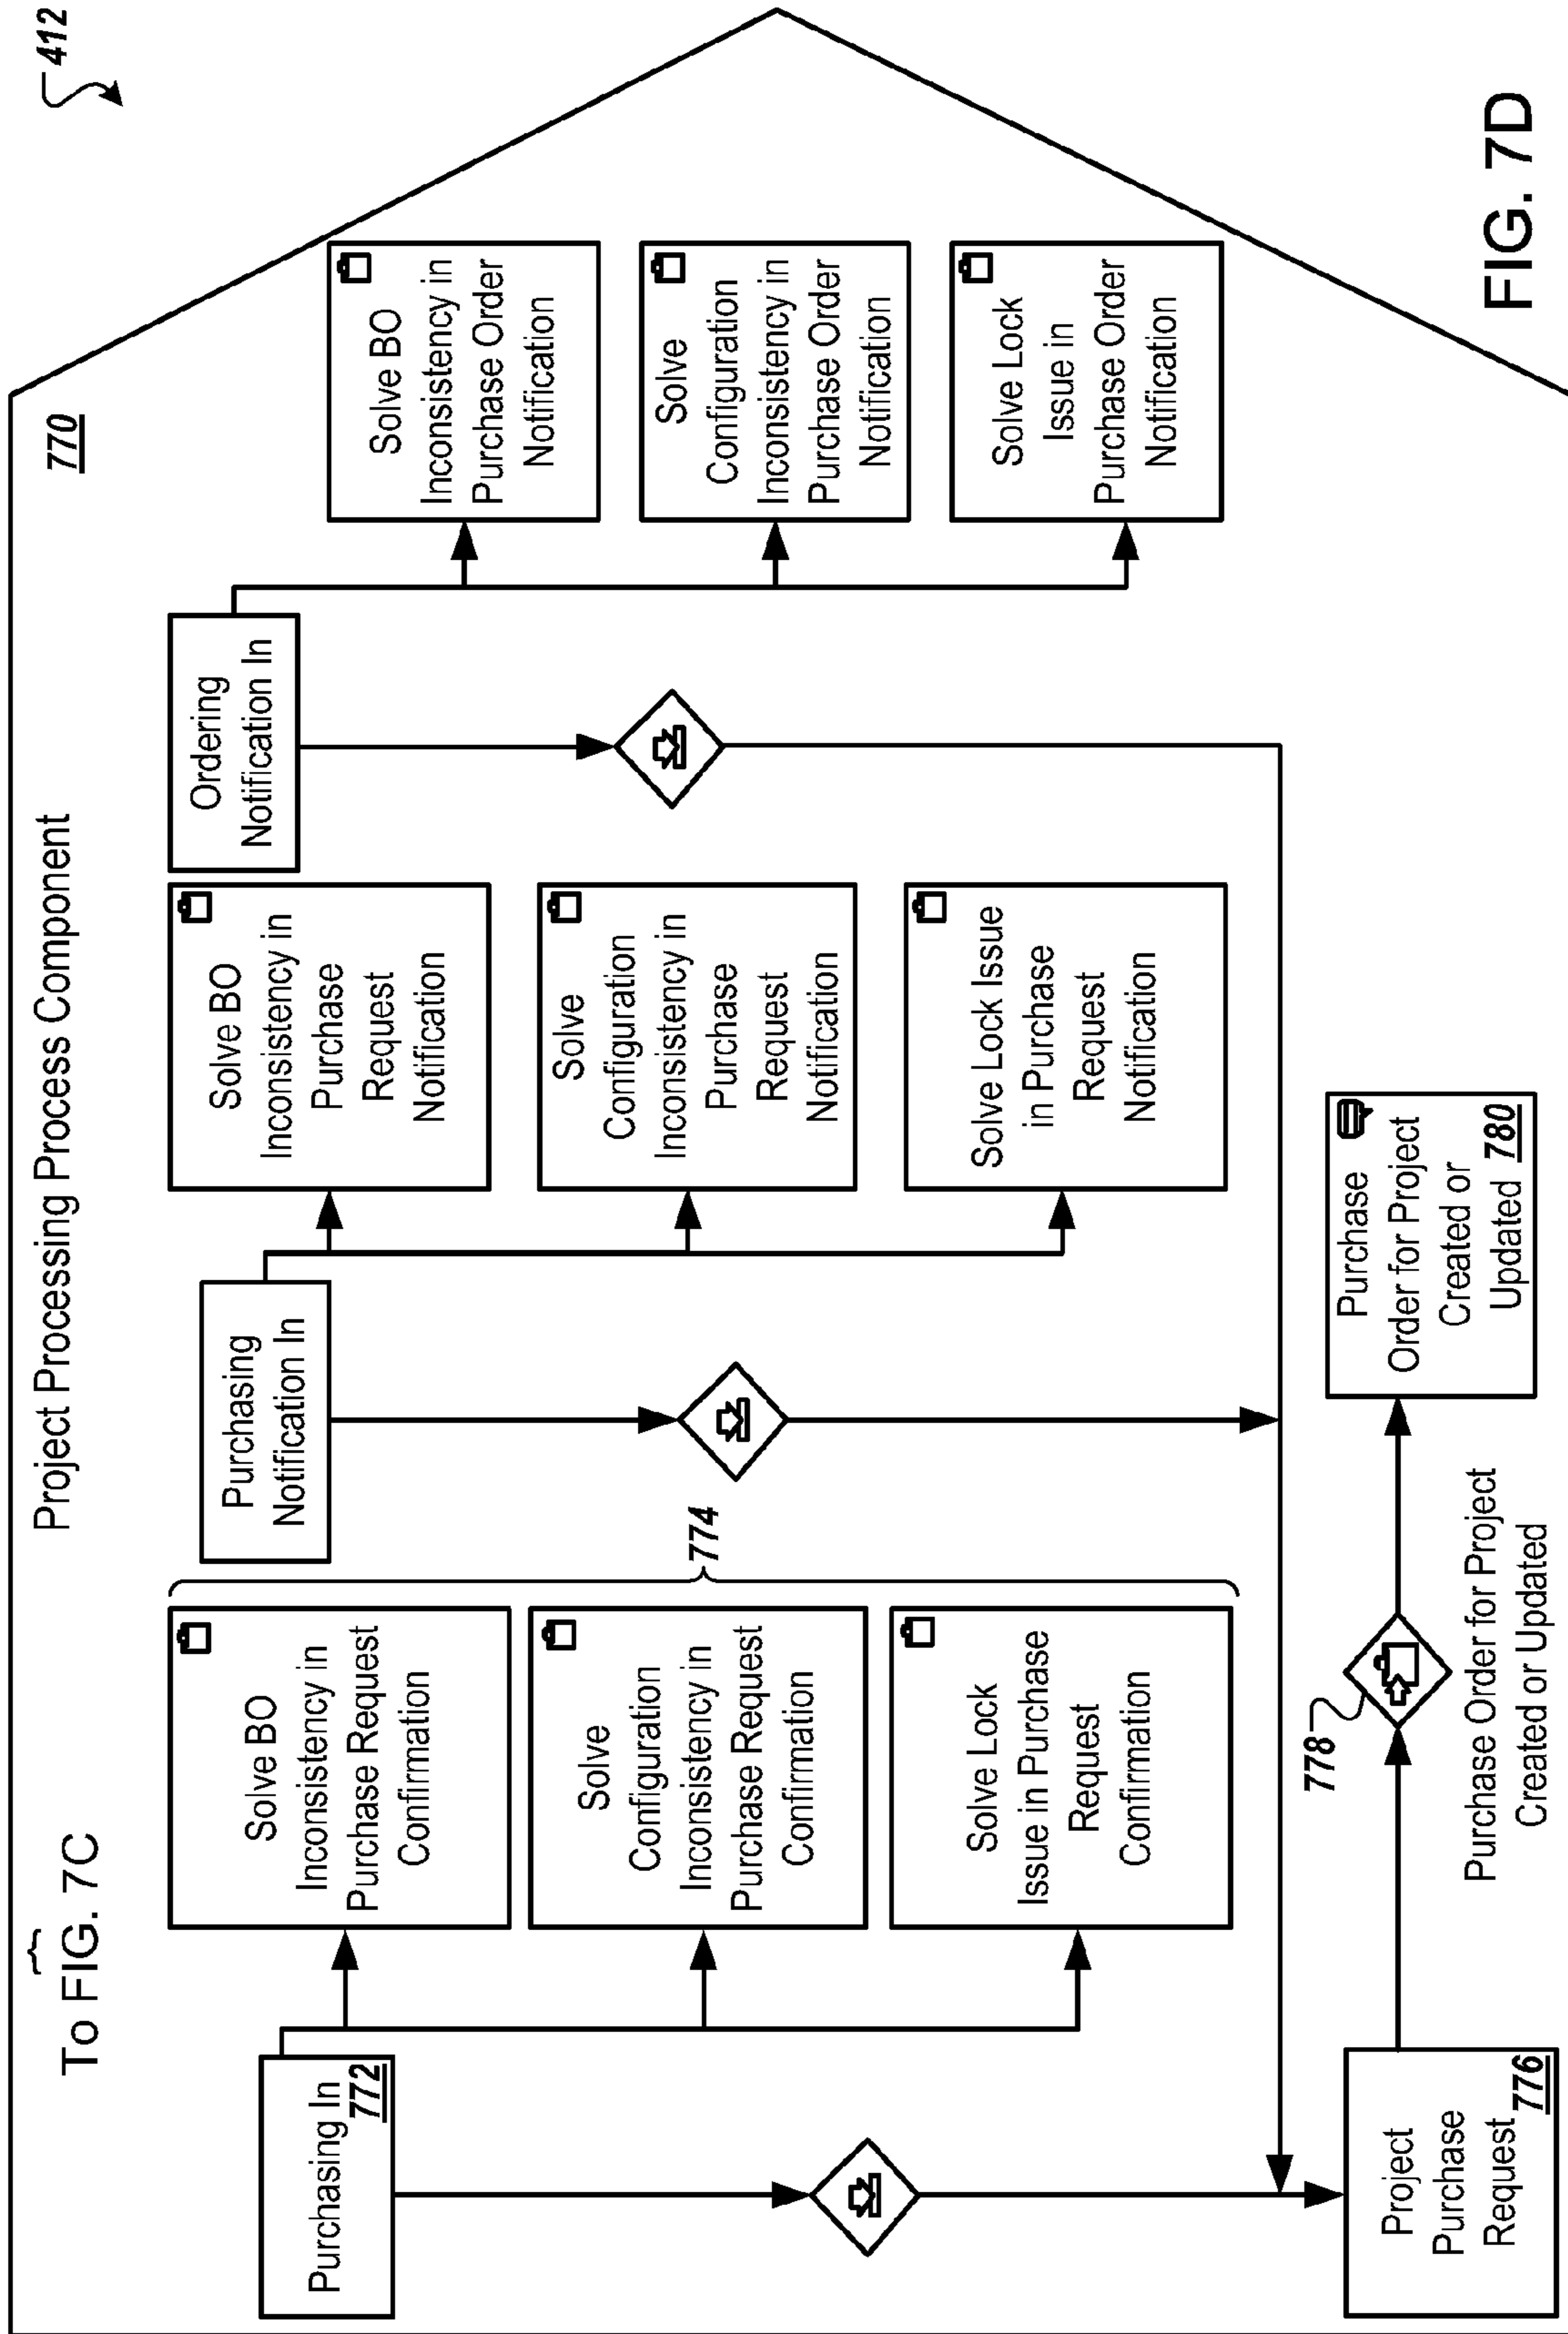 To FIG. 7C
Project Processing Process Component
770
412
Purchasing In
772
Solve BO
Inconsistency in
Purchase Request
Confirmation
Solve
Configuration
Inconsistency in
Purchase Request
Confirmation
Solve Lock
Issue in Purchase
Request
Confirmation
774
Purchasing
Notification In
Solve BO
Inconsistency in
Purchase
Request
Notification
Solve
Configuration
Inconsistency in
Purchase
Request
Notification
Solve Lock Issue
in Purchase
Request
Notification
Ordering
Notification In
Solve BO
Inconsistency in
Purchase Order
Notification
Solve
Configuration
Inconsistency in
Purchase Order
Notification
Solve Lock
Issue in
Purchase Order
Notification
Project
Purchase
Request
776
778
Purchase Order for Project
Created or Updated
Purchase
Order for Project
Created or
Updated 780
FIG. 7D